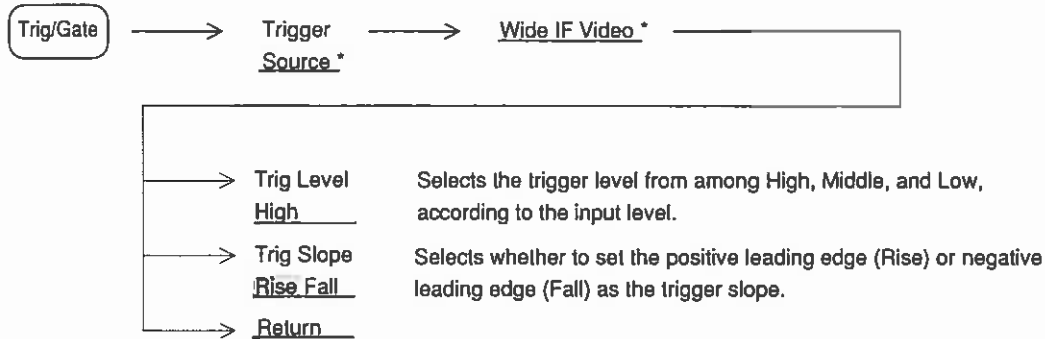 Trig/Gate
Trigger
Source *
Wide IF Video *
Trig Level
High
Selects the trigger level from among High, Middle, and Low,
according to the input level.
Trig Slope
Rise Fall
Selects whether to set the positive leading edge (Rise) or negative
leading edge (Fall) as the trigger slope.
Return